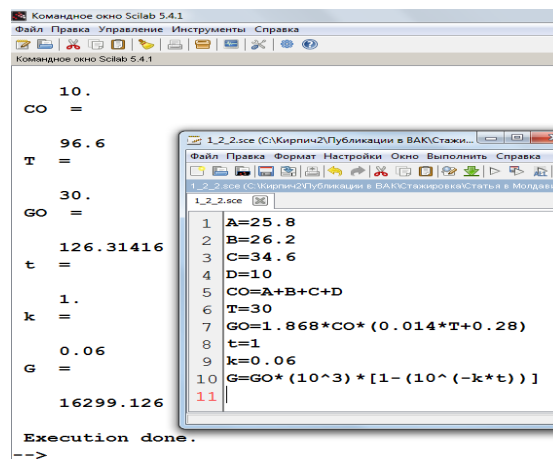 Командное окно Scilab 5.4.1
Файл Правка Управление Инструменты Справка
Командное окно Scilab 5.4.1
10.
CO =
96.6
T =
30.
GO =
126.31416
t =
1.
k =
0.06
G =
16299.126
Execution done.
-->
1_2_2.sce (C:\Кирпич2\Публикации в ВАК\Стажи...
Файл Правка Формат Настройки Окно Выполнить Справка
1_2_2.sce (C:\Кирпич2\Публикации в ВАК\Стажировка\Статья в Молдави
1_2_2.sce
1 A=25.8
2 B=26.2
3 C=34.6
4 D=10
5 CO=A+B+C+D
6 T=30
7 GO=1.868*CO*(0.014*T+0.28)
8 t=1
9 k=0.06
10 G=GO*(10^3)*[1-(10^(-k*t))]
11